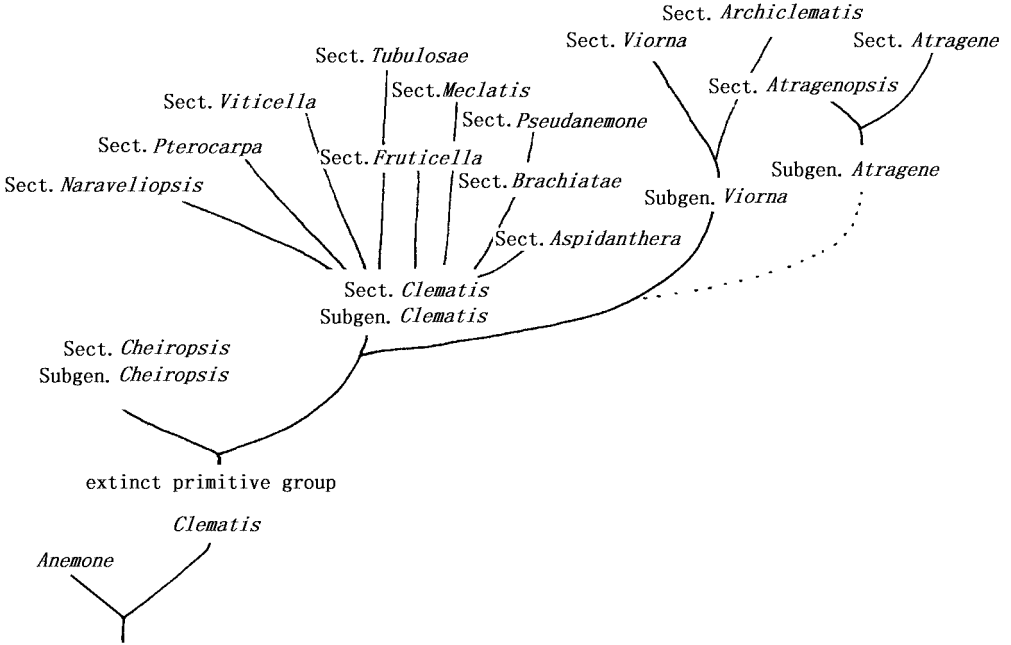 Sect. Archiclematis
Sect. Viorna
Sect. Atragene
Sect. Tubulosae
Sect. Atragenopsis
Sect. Meclatis
Sect. Viticella
Sect. Pseudanemone
Sect. Pterocarpa
Sect. Fruticella
Subgen. Atragene
Sect. Naraveliopsis
Sect. Brachiatae
Subgen. Viorna
Sect. Aspidanthera
Sect. Clematis
Subgen. Clematis
Sect. Cheiropsis
Subgen. Cheiropsis
extinct primitive group
Clematis
Anemone